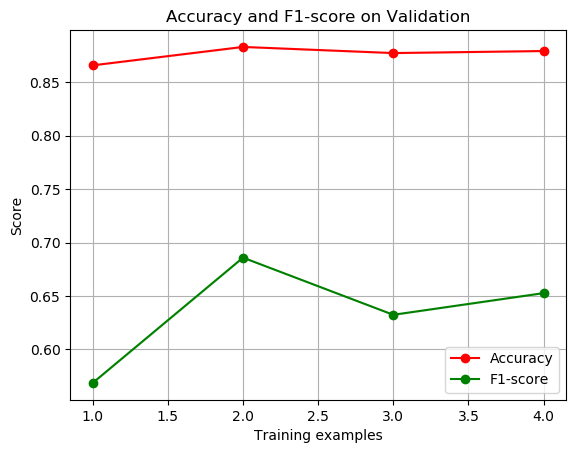 Accuracy and F1-score on Validation
Score
0.85
0.80
0.75
0.70
0.65
0.60
1.0 1.5 2.0 2.5 3.0 3.5 4.0
Training examples
Accuracy
F1-score